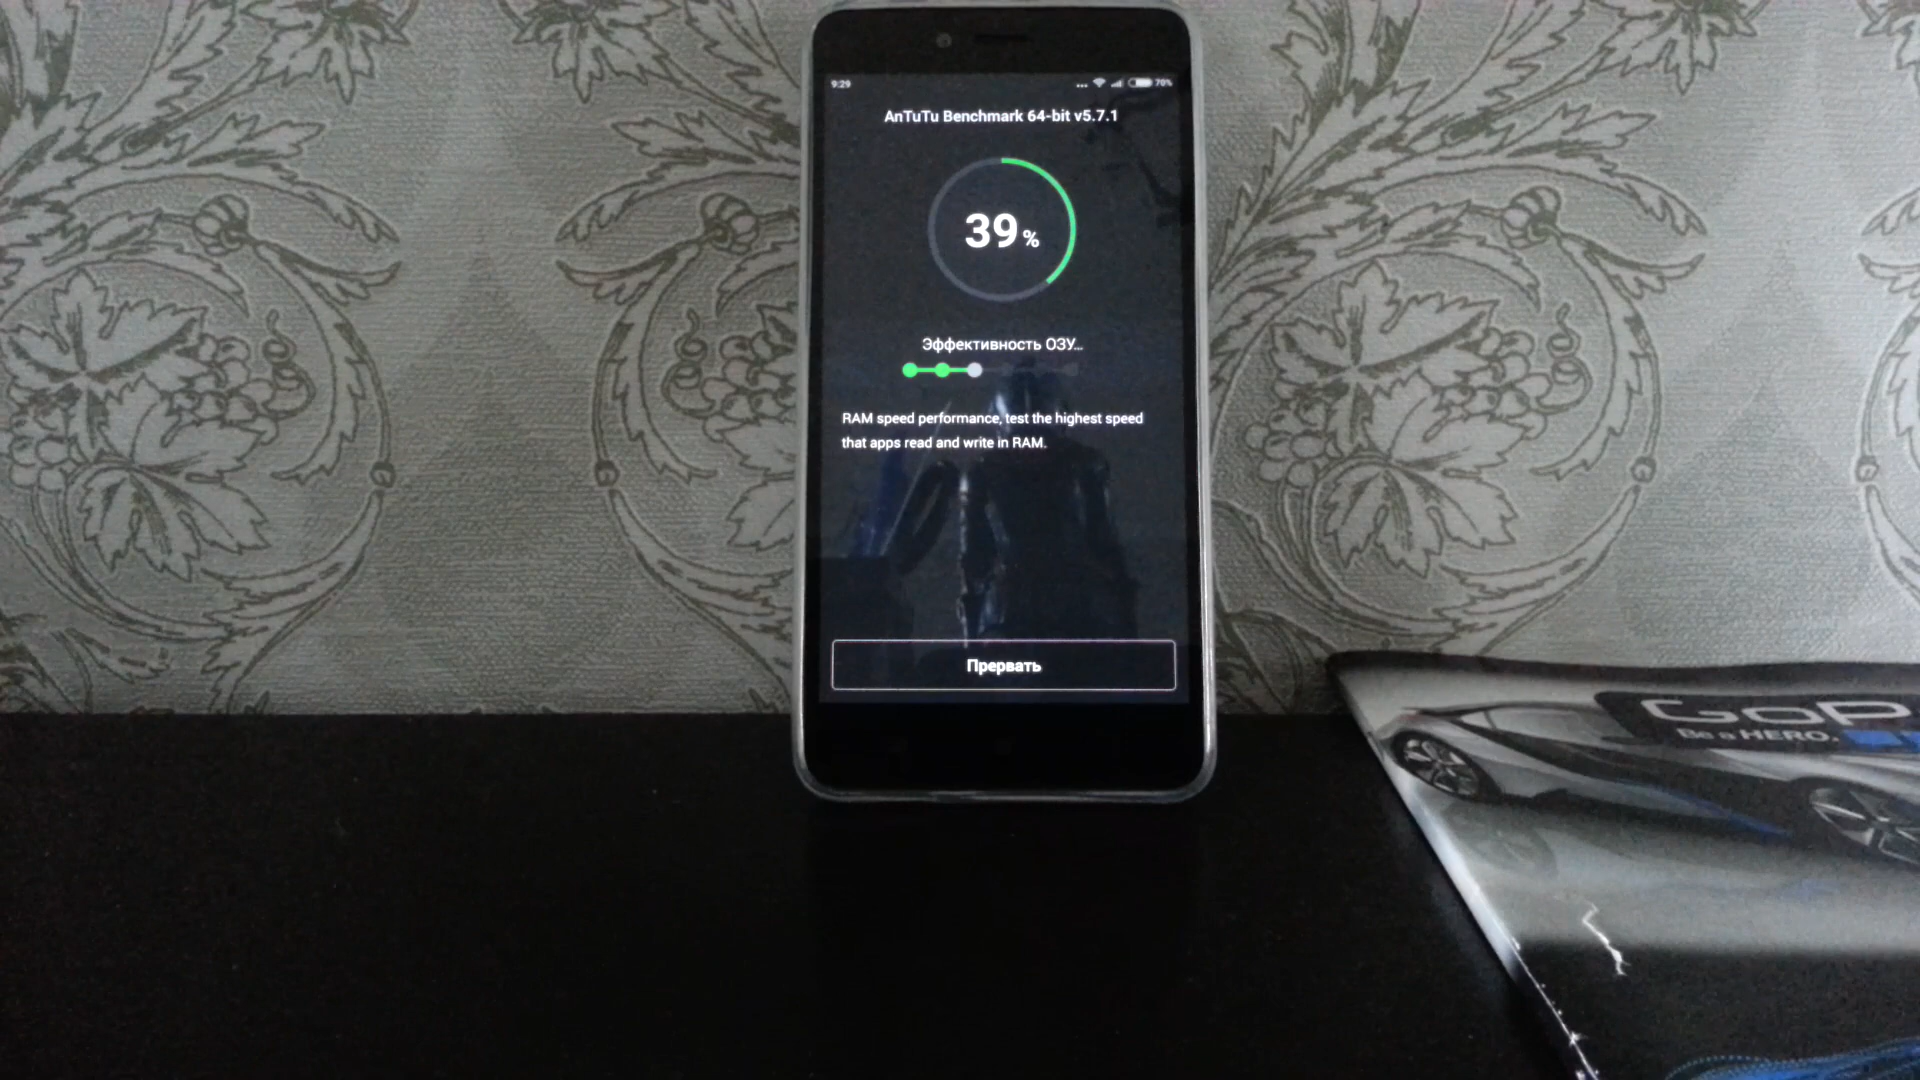 9:29
70%
AnTuTu Benchmark 64-bit v5.7.1
39%
Эффективность ОЗУ...
RAM speed performance, test the highest speed
that apps read and write in RAM.
Прервать
GoP
Be a HERO.